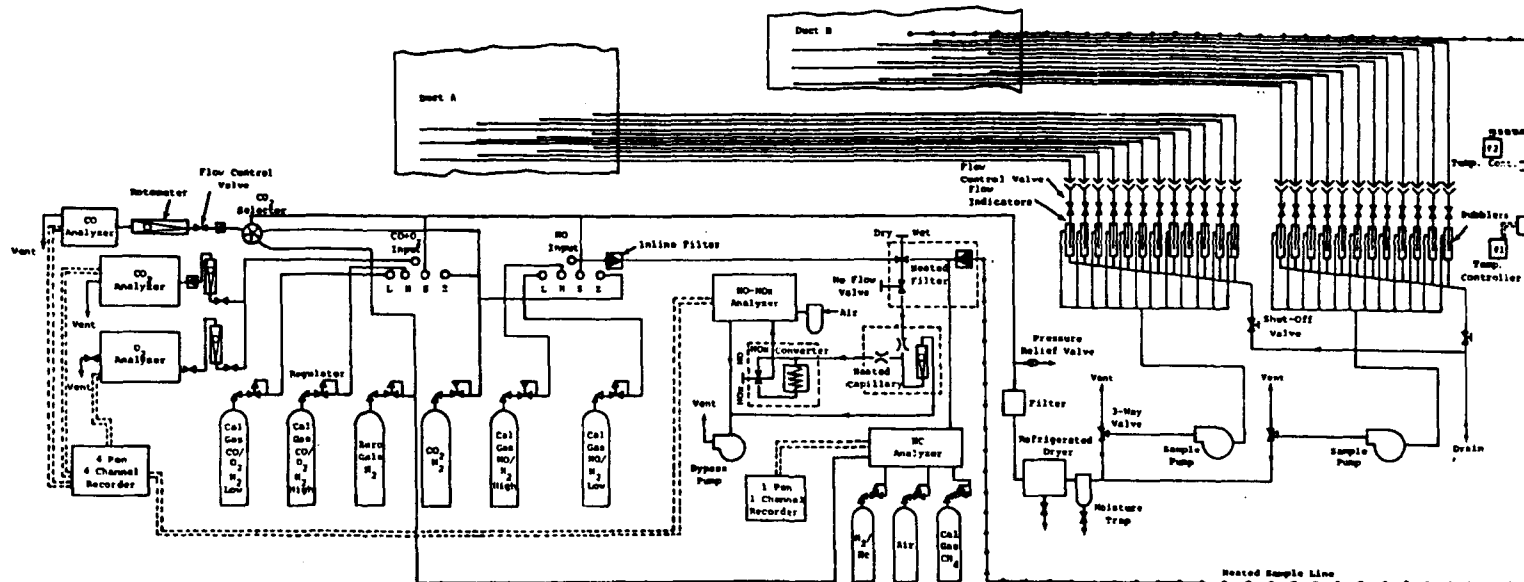 Duct B
Duct A
Flow Control
Valve
Rotameter
CO2
Selector
CO
Analyzer
Vent
CO2
Analyzer
Vent
O2
Analyzer
Vent
CO+O2
Input
L H S Z
NO
Input
L H S Z
Inline Filter
Dry
Wet
Heated
Filter
No Flow
Valve
NO-NOx
Analyzer
Air
NO
NOx
NOx Converter
Heated
Capillary
Flow
Control Valve
Flow
Indicators
Temp. Cont.
Bubblers
Temp.
Controller
Shut-Off
Valve
Pressure
Relief Valve
Regulator
Vent
Bypass
Pump
Filter
Refrigerated
Dryer
3-Way
Valve
Vent
Vent
Sample
Pump
Sample
Pump
Drain
Moisture
Trap
4 Pen
4 Channel
Recorder
Cal
Gas
CO/
O2
N2
Low
Cal
Gas
CO/
O2
N2
High
Zero
N2
CO2
N2
Cal
Gas
NO/
N2
High
Cal
Gas
NO/
N2
Low
HC
Analyzer
1 Pen
1 Channel
Recorder
Air
Cal
Gas
CH4
Heated Sample Line